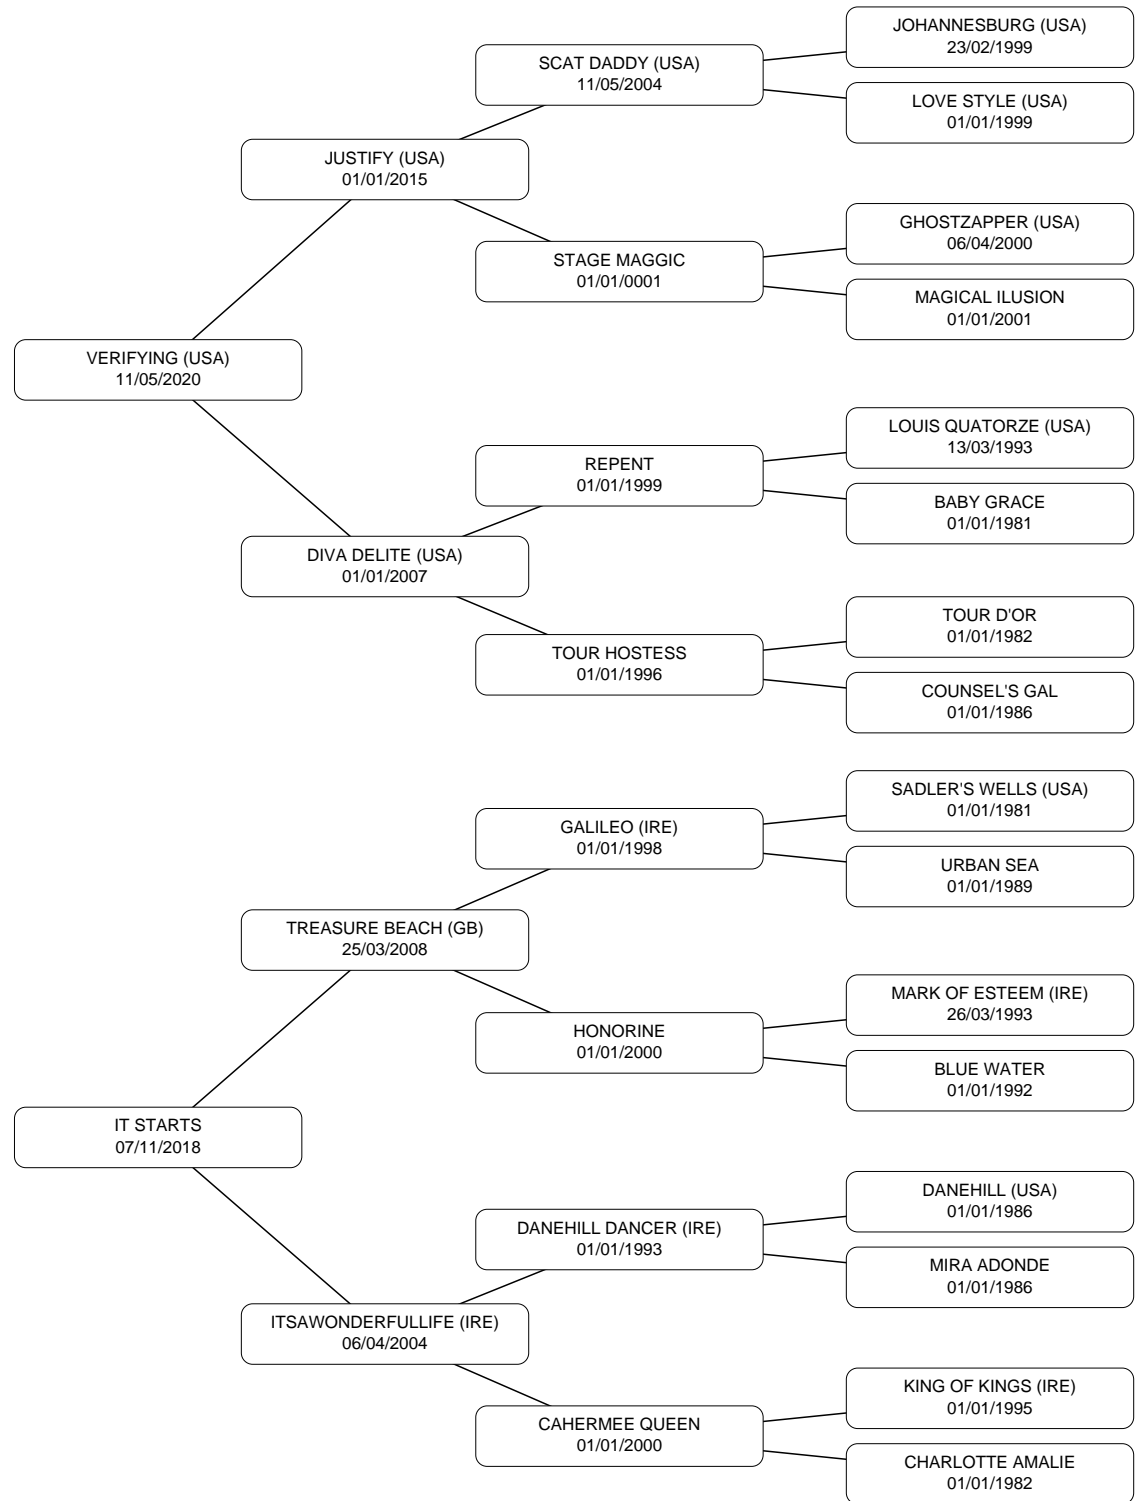 JOHANNESBURG (USA)
23/02/1999
SCAT DADDY (USA)
11/05/2004
LOVE STYLE (USA)
01/01/1999
JUSTIFY (USA)
01/01/2015
GHOSTZAPPER (USA)
06/04/2000
STAGE MAGGIC
01/01/0001
MAGICAL ILUSION
01/01/2001
VERIFYING (USA)
11/05/2020
LOUIS QUATORZE (USA)
13/03/1993
REPENT
01/01/1999
BABY GRACE
01/01/1981
DIVA DELITE (USA)
01/01/2007
TOUR D'OR
01/01/1982
TOUR HOSTESS
01/01/1996
COUNSEL'S GAL
01/01/1986
SADLER'S WELLS (USA)
01/01/1981
GALILEO (IRE)
01/01/1998
URBAN SEA
01/01/1989
TREASURE BEACH (GB)
25/03/2008
MARK OF ESTEEM (IRE)
26/03/1993
HONORINE
01/01/2000
BLUE WATER
01/01/1992
IT STARTS
07/11/2018
DANEHILL (USA)
01/01/1986
DANEHILL DANCER (IRE)
01/01/1993
MIRA ADONDE
01/01/1986
ITSAWONDERFULLIFE (IRE)
06/04/2004
KING OF KINGS (IRE)
01/01/1995
CAHERMEE QUEEN
01/01/2000
CHARLOTTE AMALIE
01/01/1982